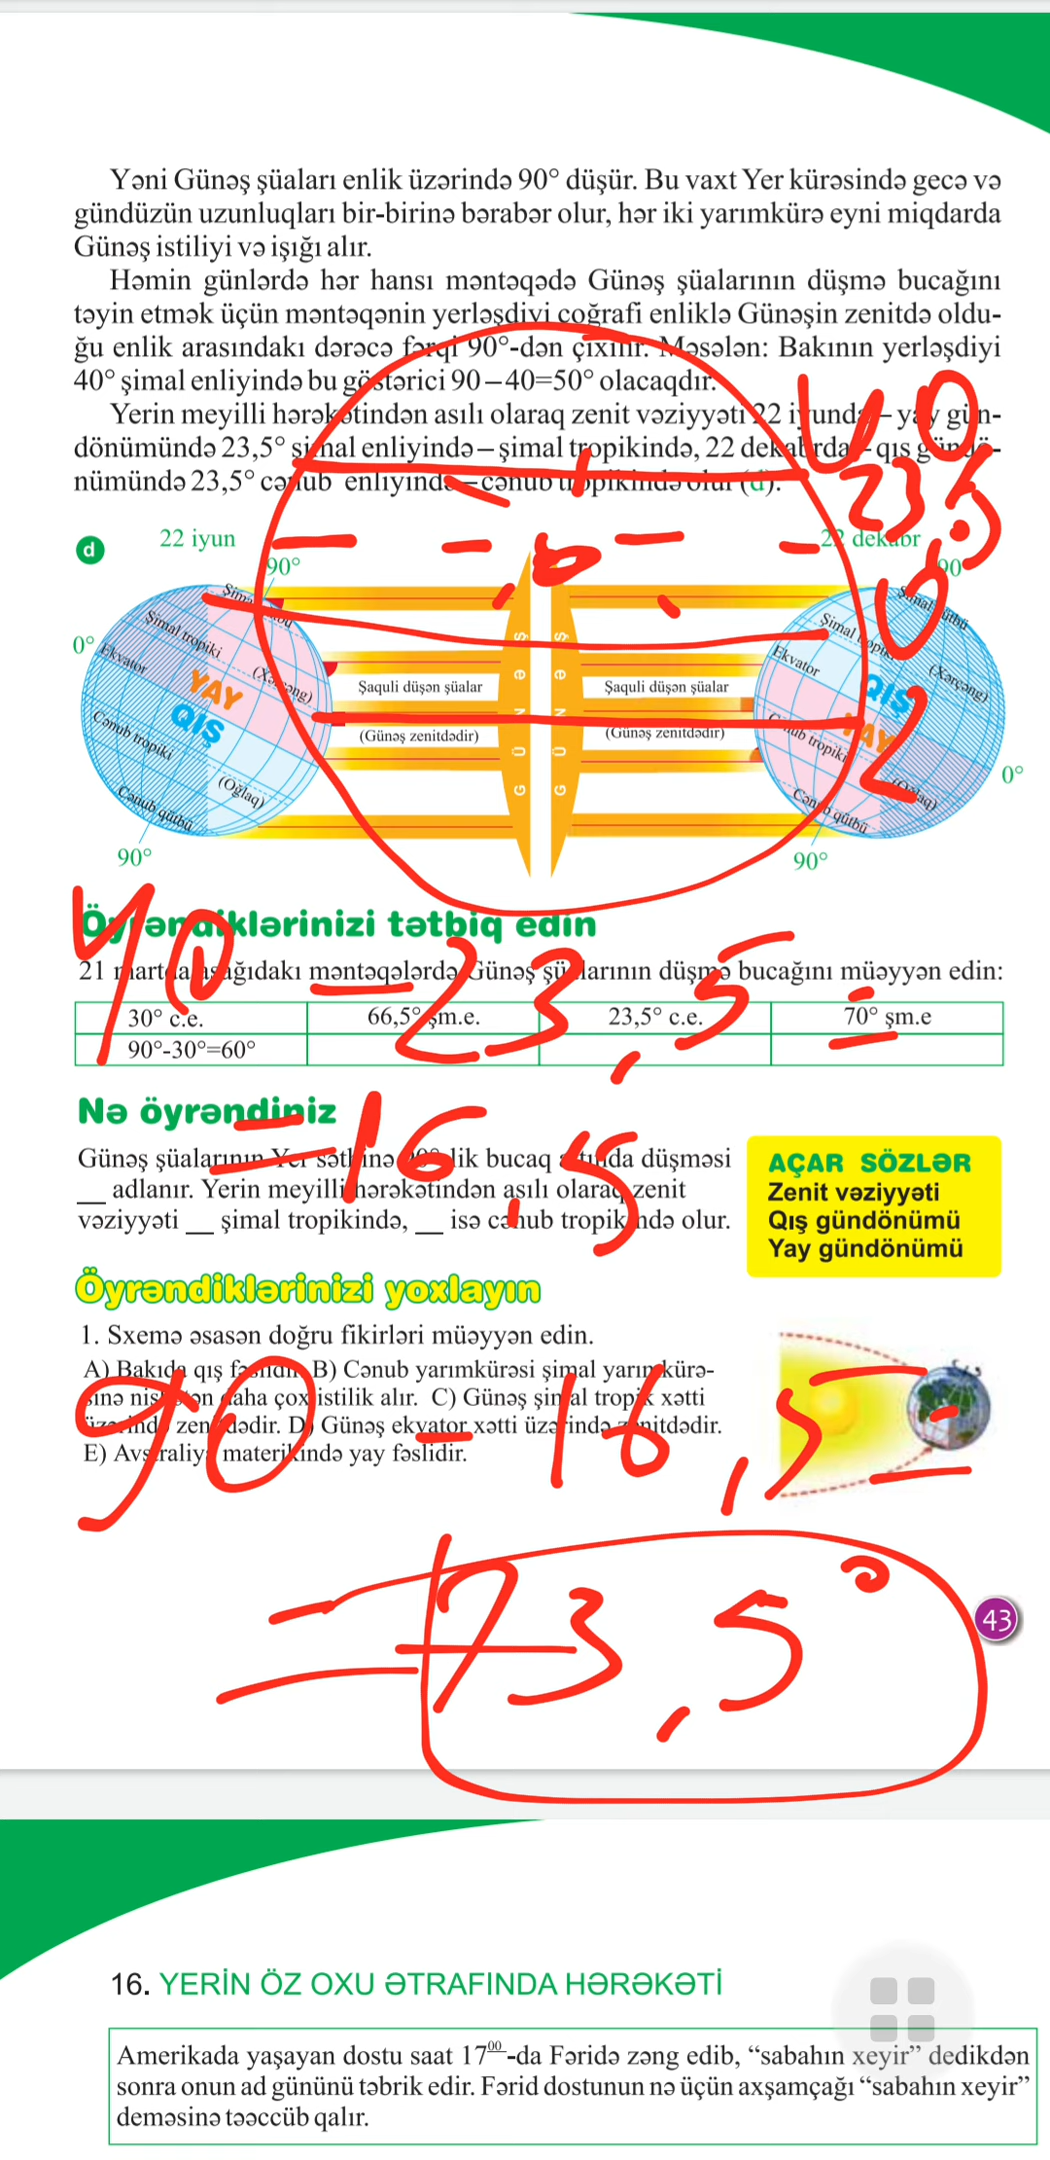 Yəni Günəş şüaları enlik üzərində 90° düşür. Bu vaxt Yer kürəsində gecə və
gündüzün uzunluqları bir-birinə bərabər olur, hər iki yarımkürə eyni miqdarda
Günəş istiliyi və işığı alır.
Həmin günlərdə hər hansı məntəqədə Günəş şüalarının düşmə bucağını
təyin etmək üçün məntəqənin yerləşdiyi coğrafi enliklə Günəşin zenitdə oldu-
ğu enlik arasındakı dərəcə fərqi 90°-dən çıxılır. Məsələn: Bakının yerləşdiyi
40° şimal enliyində bu göstərici 90–40=50° olacaqdır.
Yerin meyilli hərəkətindən asılı olaraq zenit vəziyyəti 22 iyunda – yay gün-
dönümündə 23,5° şimal enliyində – şimal tropikində, 22 dekabrda – qış gündö-
nümündə 23,5° cənub enliyində – cənub tropikində olur (d).
40
23,5
0
d
22 iyun
22 dekabr
90°
90°
Şimal qütbü
Şimal tropiki
Şimal tropiki
0°
Ekvator
Ekvator
(Xərçəng)
(Xərçəng)
YAY
QIŞ
QIŞ
YAY
Şaquli düşən şüalar
Şaquli düşən şüalar
(Günəş zenitdədir)
(Günəş zenitdədir)
GÜNƏŞ
GÜNƏŞ
Cənub tropiki
Cənub tropiki
(Oğlaq)
(Oğlaq)
0°
Cənub qütbü
Cənub qütbü
90°
90°
Öyrəndiklərinizi tətbiq edin
21 martda aşağıdakı məntəqələrdə Günəş şüalarının düşmə bucağını müəyyən edin:
30° c.e. 66,5° şm.e. 23,5° c.e. 70° şm.e
90°-30°=60°
40 – 23,5 =
Nə öyrəndiniz
= 16,5
Günəş şüalarının Yer səthinə 90°-lik bucaq altında düşməsi
__ adlanır. Yerin meyilli hərəkətindən asılı olaraq zenit
vəziyyəti __ şimal tropikində, __ isə cənub tropikində olur.
AÇAR SÖZLƏR
Zenit vəziyyəti
Qış gündönümü
Yay gündönümü
Öyrəndiklərinizi yoxlayın
1. Sxemə əsasən doğru fikirləri müəyyən edin.
A) Bakıda qış fəslidir. B) Cənub yarımkürəsi şimal yarımkürə-
sinə nisbətən daha çox istilik alır. C) Günəş şimal tropik xətti
üzərində zenitdədir. D) Günəş ekvator xətti üzərində zenitdədir.
E) Avstraliya materikində yay fəslidir.
90 – 16,5 =
= 73,5°
43
16. YERİN ÖZ OXU ƏTRAFINDA HƏRƏKƏTİ
Amerikada yaşayan dostu saat 17⁰⁰-da Fəridə zəng edib, “sabahın xeyir” dedikdən
sonra onun ad gününü təbrik edir. Fərid dostunun nə üçün axşamçağı “sabahın xeyir”
deməsinə təəccüb qalır.